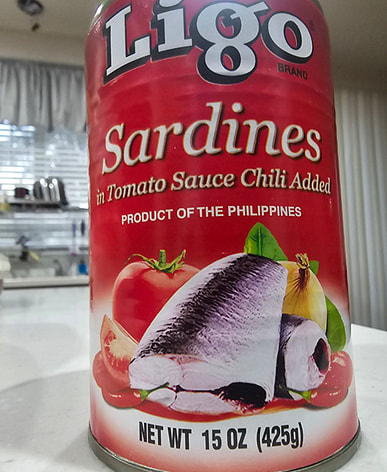 Ligo
BRAND
Sardines
in Tomato Sauce Chili Added
PRODUCT OF THE PHILIPPINES
NET WT 15 OZ (425g)